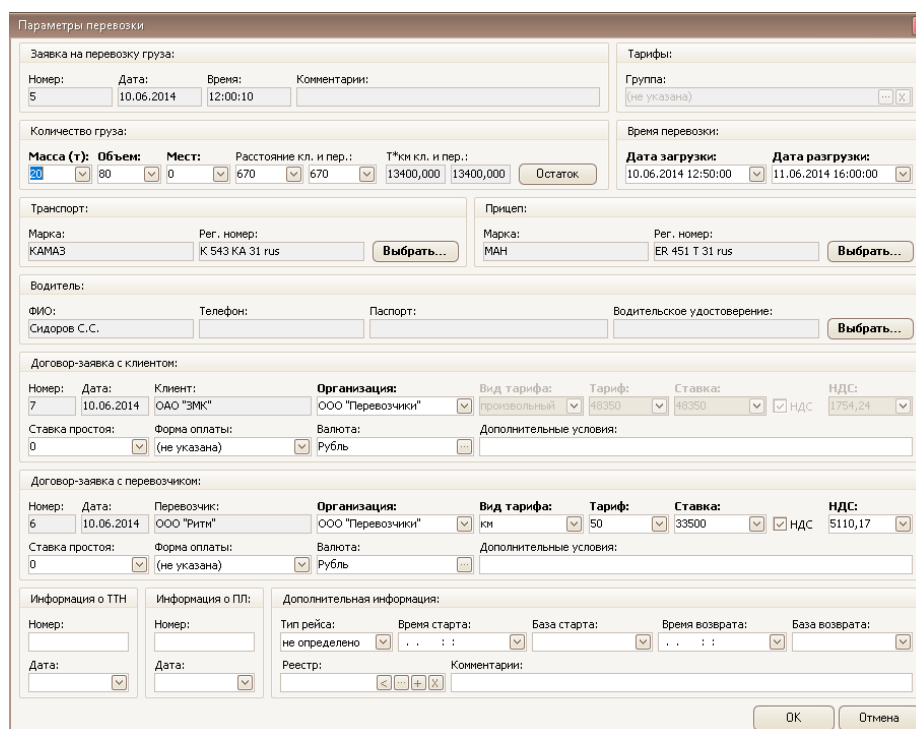 Параметры перевозки
Заявка на перевозку груза:
Тарифы:
Номер: Дата: Время: Комментарии:
Группа:
5 10.06.2014 12:00:10
(не указана) ... X
Количество груза:
Время перевозки:
Масса (т): Объем: Мест: Расстояние кл. и пер.: Т*км кл. и пер.:
Дата загрузки: Дата разгрузки:
20 80 0 670 670 13400,000 13400,000 Остаток
10.06.2014 12:50:00 11.06.2014 16:00:00
Транспорт:
Прицеп:
Марка: Рег. номер:
Марка: Рег. номер:
КАМАЗ К 543 КА 31 rus Выбрать...
МАН ER 451 T 31 rus Выбрать...
Водитель:
ФИО: Телефон: Паспорт: Водительское удостоверение:
Сидоров С.С. Выбрать...
Договор-заявка с клиентом:
Номер: Дата: Клиент: Организация: Вид тарифа: Тариф: Ставка: НДС:
7 10.06.2014 ОАО "ЗМК" ООО "Перевозчики" произвольный 48350 48350 НДС 1754,24
Ставка простоя: Форма оплаты: Валюта: Дополнительные условия:
0 (не указана) Рубль ...
Договор-заявка с перевозчиком:
Номер: Дата: Перевозчик: Организация: Вид тарифа: Тариф: Ставка: НДС:
6 10.06.2014 ООО "Ритм" ООО "Перевозчики" км 50 33500 НДС 5110,17
Ставка простоя: Форма оплаты: Валюта: Дополнительные условия:
0 (не указана) Рубль ...
Информация о ТТН
Информация о ПЛ:
Дополнительная информация:
Номер:
Номер:
Тип рейса: Время старта: База старта: Время возврата: База возврата:
не определено . . : : . . : :
Дата:
Дата:
Реестр: Комментарии:
< ... + X
OK Отмена